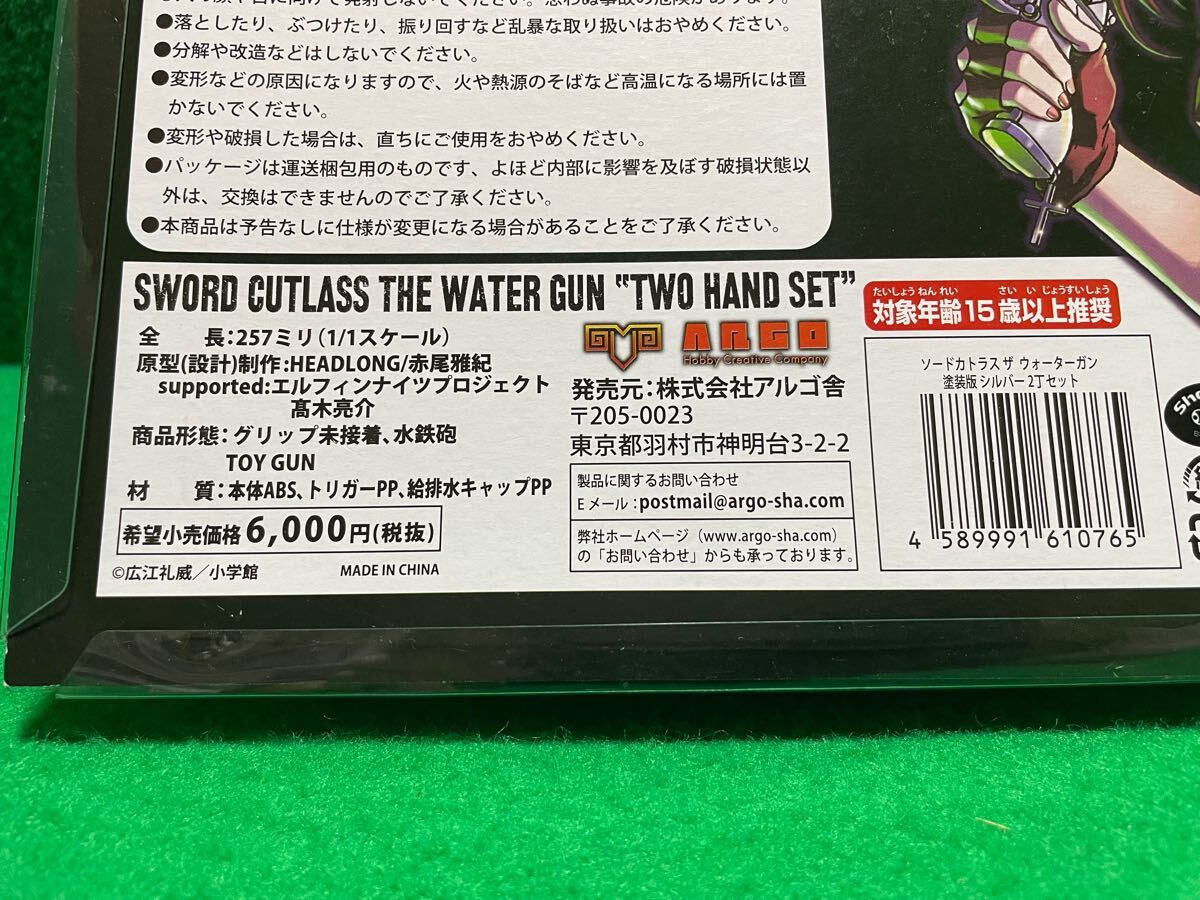 ●落としたり、ぶつけたり、振り回すなど乱暴な取り扱いはおやめください。
●分解や改造などはしないでください。
●変形などの原因になりますので、火や熱源のそばなど高温になる場所には置
かないでください。
●変形や破損した場合は、直ちにご使用をおやめください。
●パッケージは運送梱包用のものです、よほど内部に影響を及ぼす破損状態以
外は、交換はできませんのでご了承ください。
●本商品は予告なしに仕様が変更になる場合があることをご了承ください。
SWORD CUTLASS THE WATER GUN “TWO HAND SET”
全 長:257ミリ(1/1スケール)
原型(設計)制作:HEADLONG/赤尾雅紀
supported:エルフィンナイツプロジェクト
髙木亮介
商品形態:グリップ未接着、水鉄砲
TOY GUN
材 質:本体ABS、トリガーPP、給排水キャップPP
希望小売価格6,000円(税抜)
©広江礼威／小学館 MADE IN CHINA
ARGO
Hobby Creative Company
発売元:株式会社アルゴ舎
〒205-0023
東京都羽村市神明台3-2-2
製品に関するお問い合わせ
Eメール:postmail@argo-sha.com
弊社ホームページ（www.argo-sha.com）
の「お問い合わせ」からも承っております。
たいしょうねんれい さいいじょうすいしょう
対象年齢15歳以上推奨
ソードカトラス ザ ウォーターガン
塗装版 シルバー 2丁セット
4 589991 610765